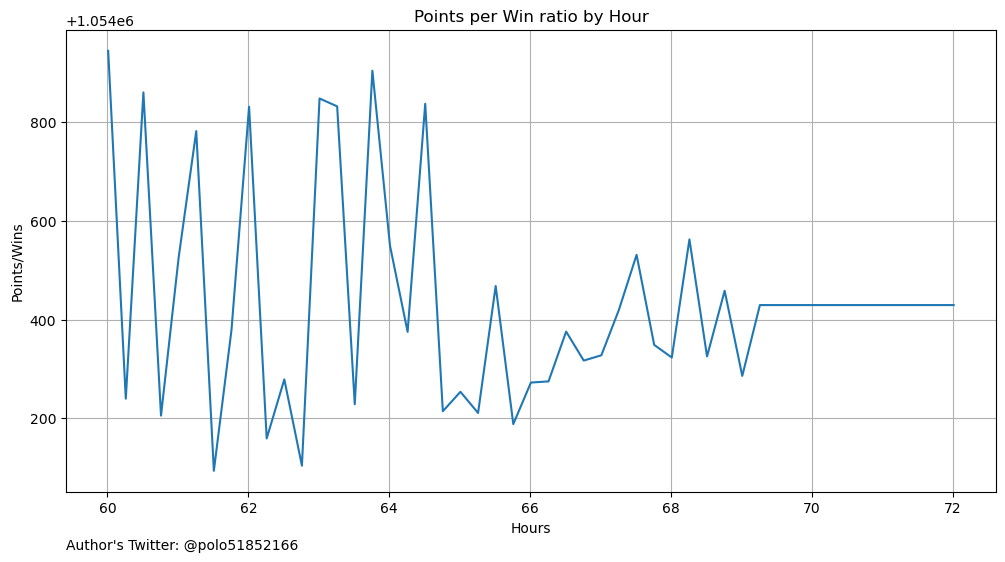 Points per Win ratio by Hour
+1.054e6
800
600
400
200
Points/Wins
60 62 64 66 68 70 72
Hours
Author's Twitter: @polo51852166